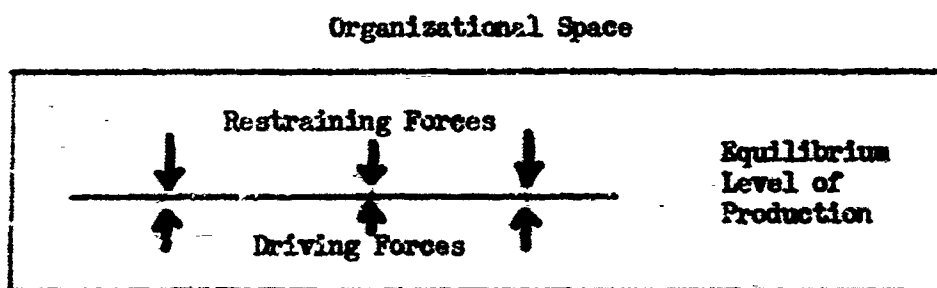 Organizational Space
Restraining Forces
Equilibrium
Level of
Production
Driving Forces